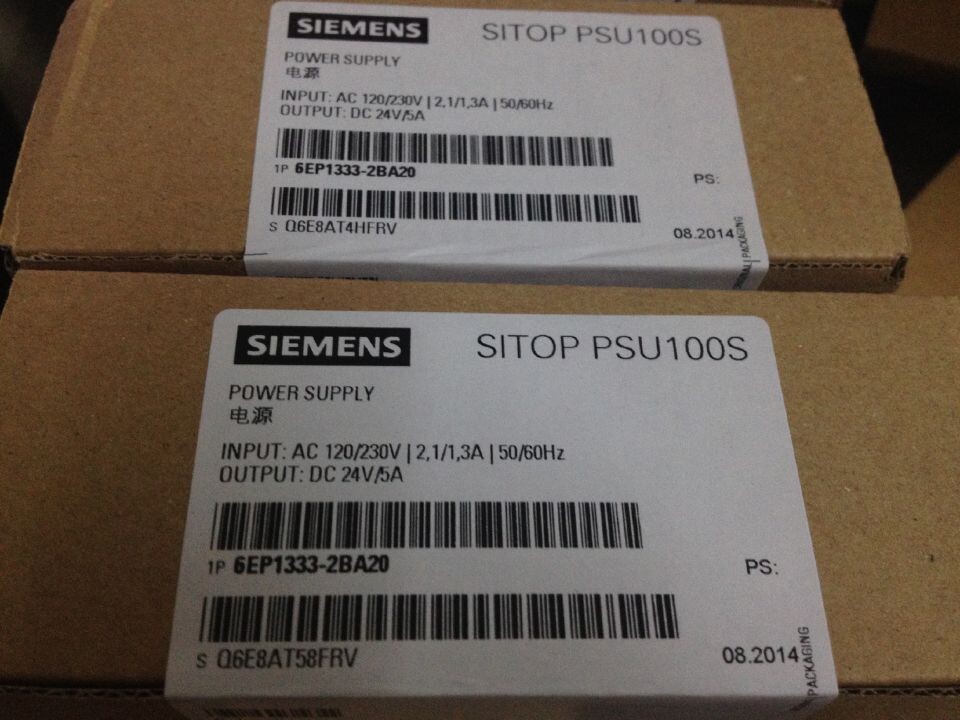 SIEMENS SITOP PSU100S
POWER SUPPLY
电源
INPUT: AC 120/230V | 2,1/1,3A | 50/60Hz
OUTPUT: DC 24V/5A
1P 6EP1333-2BA20
PS:
S Q6E8AT4HFRV
08.2014
PACKAGING
SIEMENS SITOP PSU100S
POWER SUPPLY
电源
INPUT: AC 120/230V | 2,1/1,3A | 50/60Hz
OUTPUT: DC 24V/5A
1P 6EP1333-2BA20
PS:
S Q6E8AT58FRV
08.2014
PACKAGING